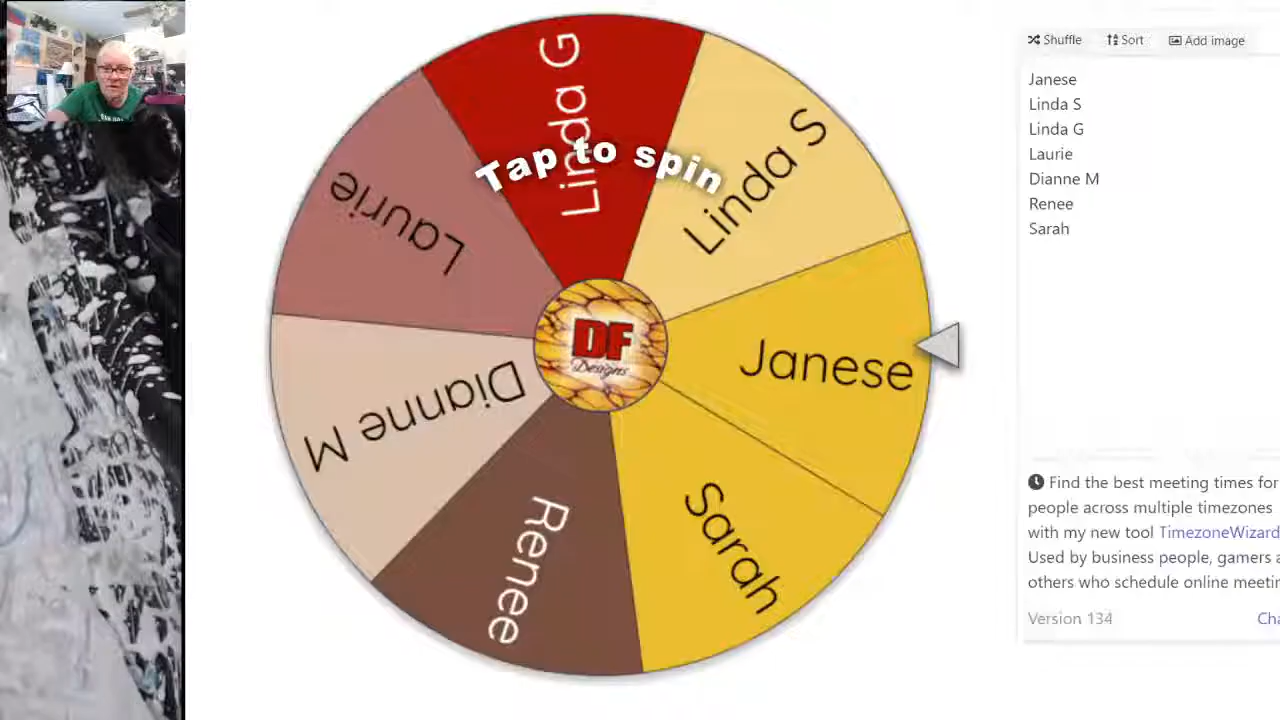 Shuffle
Sort
Add image
Janese
Linda S
Linda G
Laurie
Dianne M
Renee
Sarah
Tap to spin
Linda G
Linda S
Janese
Sarah
Renee
Dianne M
Laurie
DF
Designs
Find the best meeting times for
people across multiple timezones
with my new tool TimezoneWizard
Used by business people, gamers a
others who schedule online meetin
Version 134
Cha